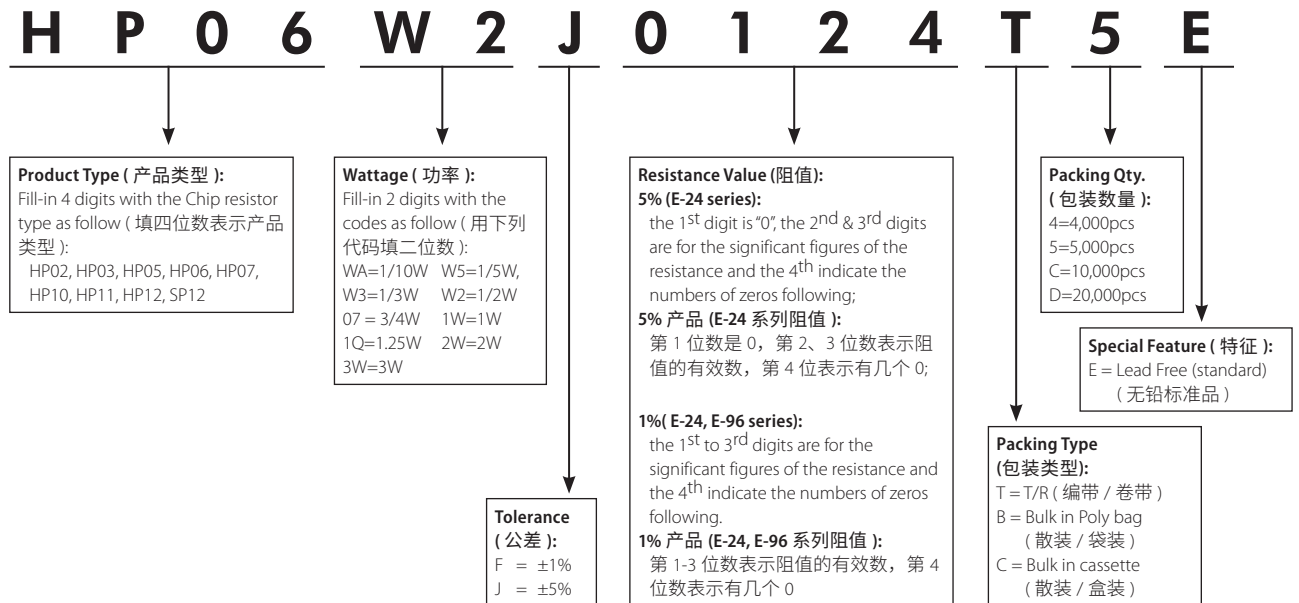 H P 0 6 W 2 J 0 1 2 4 T 5 E
Product Type ( 产品类型 ):
Fill-in 4 digits with the Chip resistor
type as follow ( 填四位数表示产品
类型 ):
HP02, HP03, HP05, HP06, HP07,
HP10, HP11, HP12, SP12
Wattage ( 功率 ):
Fill-in 2 digits with the
codes as follow ( 用下列
代码填二位数 ):
WA=1/10W W5=1/5W,
W3=1/3W W2=1/2W
07 = 3/4W 1W=1W
1Q=1.25W 2W=2W
3W=3W
Tolerance
( 公差 ):
F = ±1%
J = ±5%
Resistance Value (阻值):
5% (E-24 series):
the 1st digit is “0”, the 2nd & 3rd digits
are for the significant figures of the
resistance and the 4th indicate the
numbers of zeros following;
5% 产品 (E-24 系列阻值 ):
第 1 位数是 0，第 2、3 位数表示阻
值的有效数，第 4 位表示有几个 0;
1%( E-24, E-96 series):
the 1st to 3rd digits are for the
significant figures of the resistance and
the 4th indicate the numbers of zeros
following.
1% 产品 (E-24, E-96 系列阻值 ):
第 1-3 位数表示阻值的有效数，第 4
位数表示有几个 0
Packing Qty.
( 包装数量 ):
4=4,000pcs
5=5,000pcs
C=10,000pcs
D=20,000pcs
Special Feature ( 特征 ):
E = Lead Free (standard)
( 无铅标准品 )
Packing Type
(包装类型):
T = T/R ( 编带 / 卷带 )
B = Bulk in Poly bag
( 散装 / 袋装 )
C = Bulk in cassette
( 散装 / 盒装 )